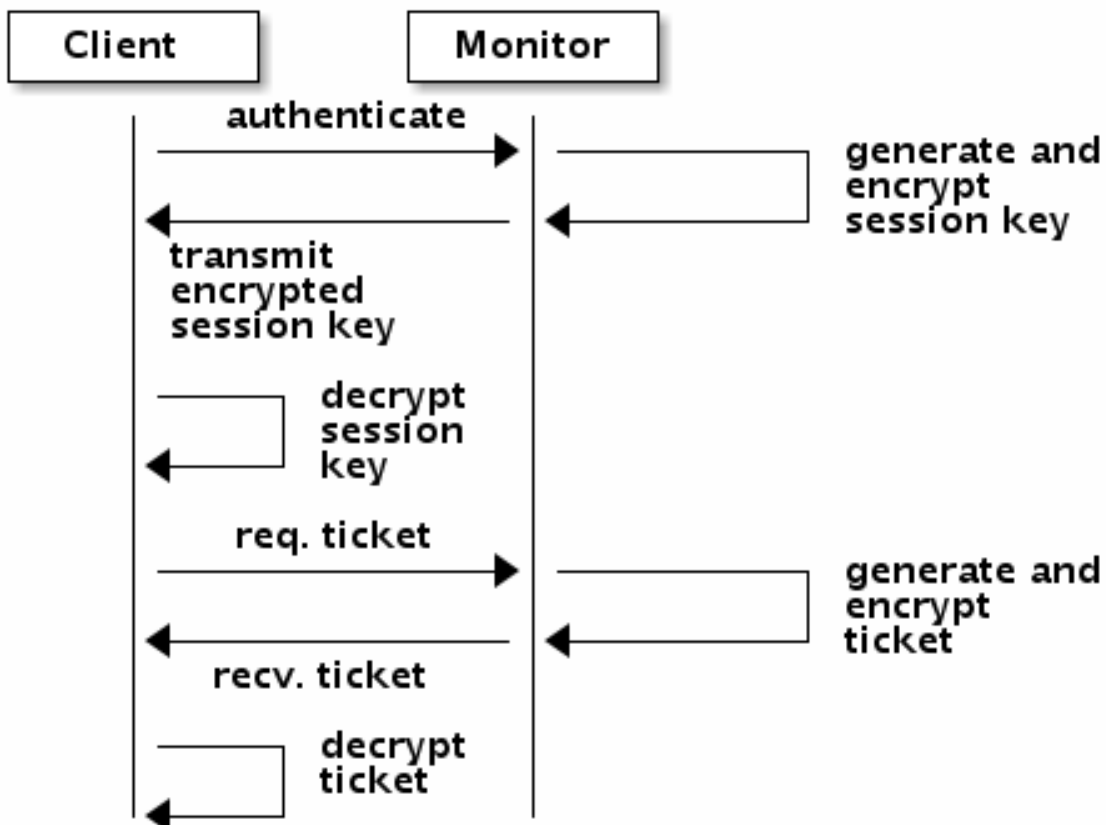 Client
Monitor
authenticate
generate and
encrypt
session key
transmit
encrypted
session key
decrypt
session
key
req. ticket
generate and
encrypt
ticket
recv. ticket
decrypt
ticket